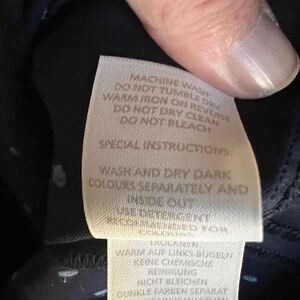 MACHINE WASH
DO NOT TUMBLE DRY
WARM IRON ON REVERSE
DO NOT DRY CLEAN
DO NOT BLEACH
SPECIAL INSTRUCTIONS:
WASH AND DRY DARK
COLOURS SEPARATELY AND
INSIDE OUT
USE DETERGENT
RECOMMENDED FOR
COLOURS
TROCKNEN
WARM AUF LINKS BÜGELN
KEINE CHEMISCHE
REINIGUNG
NICHT BLEICHEN
DUNKLE FARBEN SEPARAT